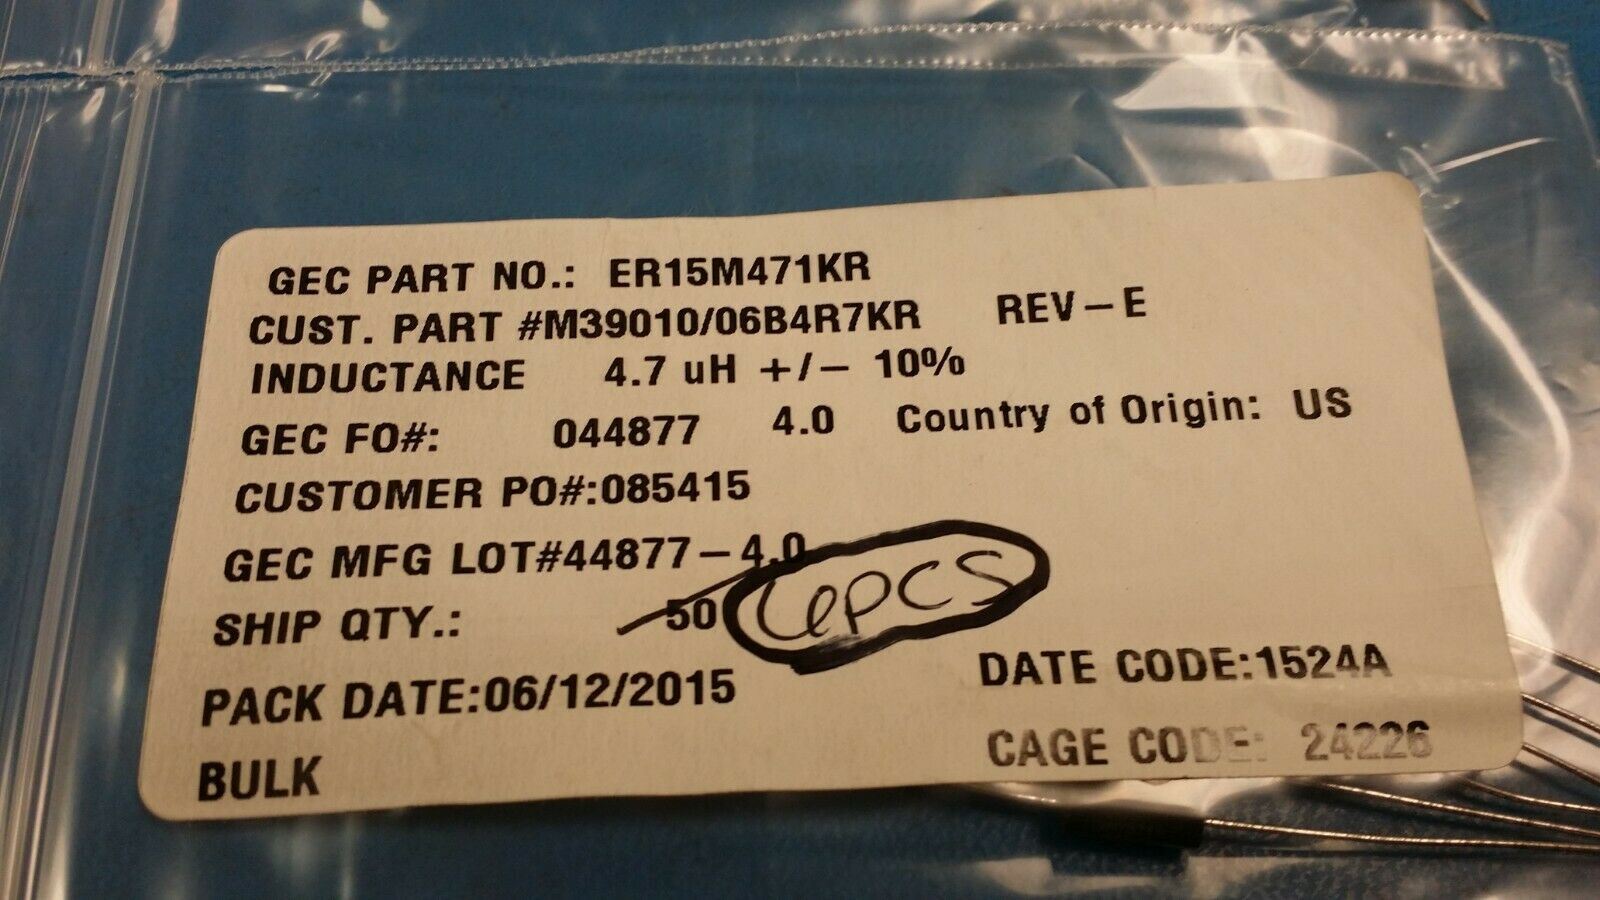 GEC PART NO.: ER15M471KR
CUST. PART #M39010/06B4R7KR REV-E
INDUCTANCE 4.7 uH +/- 10%
GEC FO#: 044877 4.0 Country of Origin: US
CUSTOMER PO#:085415
GEC MFG LOT#44877-4.0
SHIP QTY.: 50 6PCS
PACK DATE:06/12/2015 DATE CODE:1524A
BULK CAGE CODE: 24226